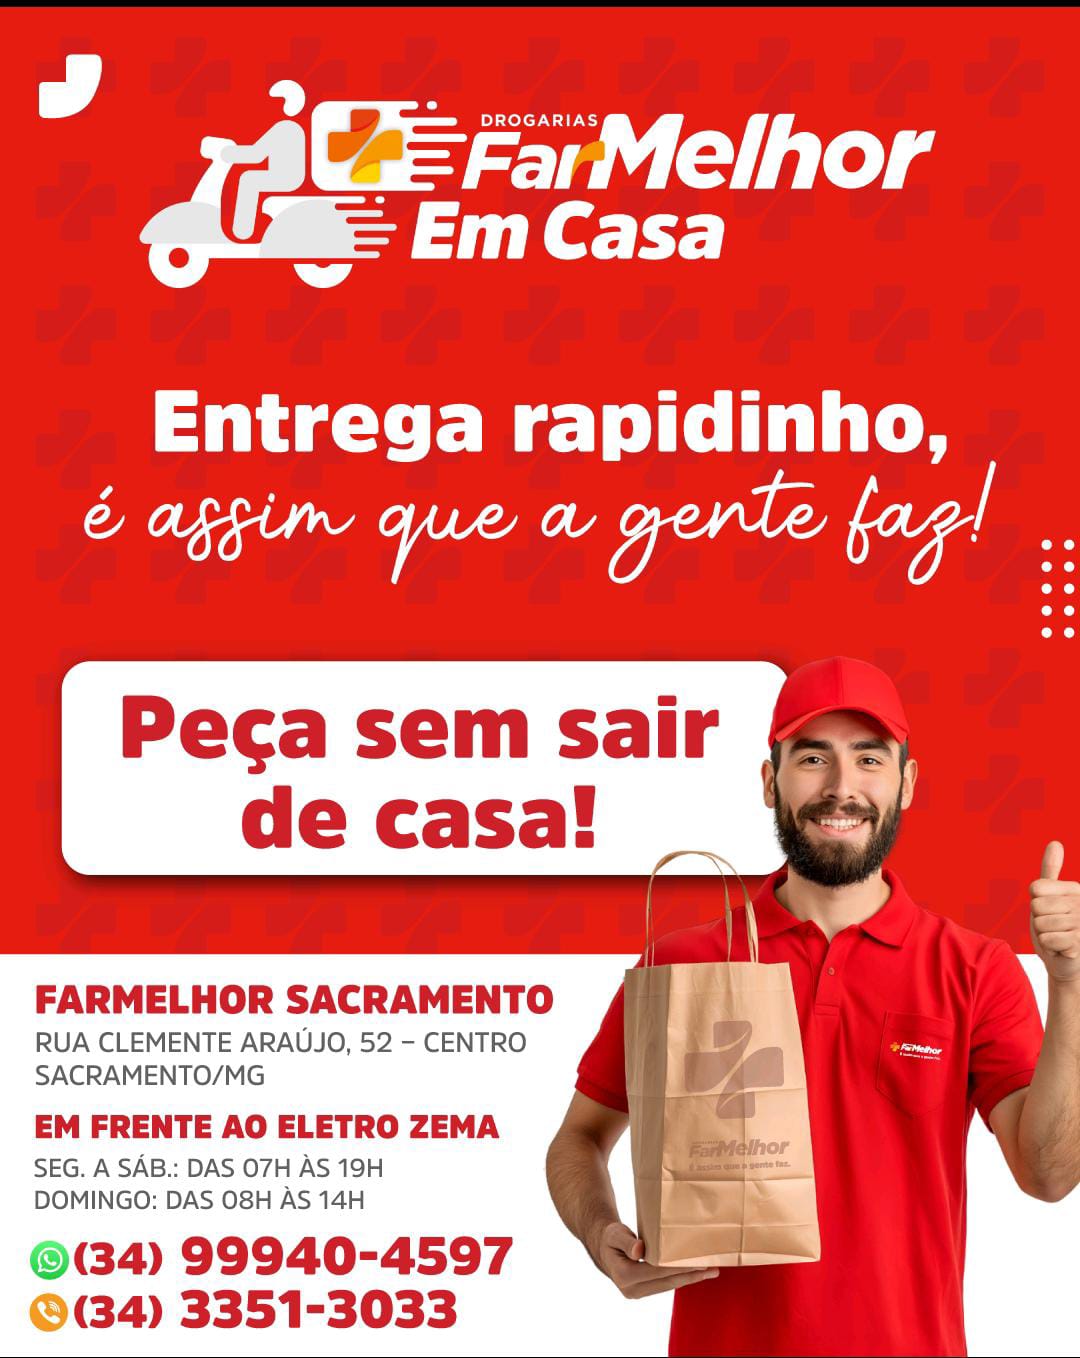 DROGARIAS
FarMelhor
Em Casa
Entrega rapidinho,
é assim que a gente faz!
Peça sem sair
de casa!
FARMELHOR SACRAMENTO
RUA CLEMENTE ARAÚJO, 52 – CENTRO
SACRAMENTO/MG
EM FRENTE AO ELETRO ZEMA
SEG. A SÁB.: DAS 07H ÀS 19H
DOMINGO: DAS 08H ÀS 14H
(34) 99940-4597
(34) 3351-3033
FarMelhor
É assim que a gente faz.
FarMelhor